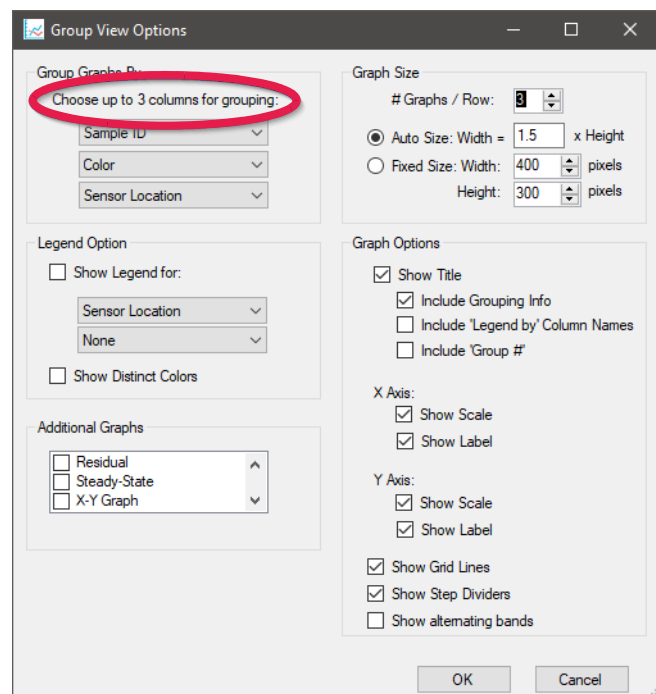 Group View Options
Group Graphs By
Choose up to 3 columns for grouping:
Sample ID
Color
Sensor Location
Legend Option
Show Legend for:
Sensor Location
None
Show Distinct Colors
Additional Graphs
Residual
Steady-State
X-Y Graph
Graph Size
# Graphs / Row: 3
Auto Size: Width = 1.5 x Height
Fixed Size: Width: 400 pixels
Height: 300 pixels
Graph Options
Show Title
Include Grouping Info
Include 'Legend by' Column Names
Include 'Group #'
X Axis:
Show Scale
Show Label
Y Axis:
Show Scale
Show Label
Show Grid Lines
Show Step Dividers
Show alternating bands
OK Cancel